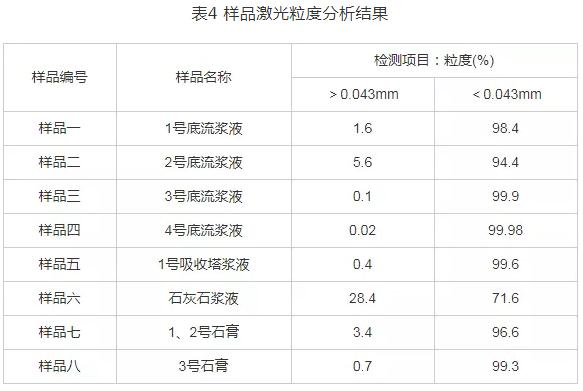 表4 样品激光粒度分析结果
样品编号 样品名称 检测项目：粒度(%)
＞0.043mm ＜0.043mm
样品一 1号底流浆液 1.6 98.4
样品二 2号底流浆液 5.6 94.4
样品三 3号底流浆液 0.1 99.9
样品四 4号底流浆液 0.02 99.98
样品五 1号吸收塔浆液 0.4 99.6
样品六 石灰石浆液 28.4 71.6
样品七 1、2号石膏 3.4 96.6
样品八 3号石膏 0.7 99.3